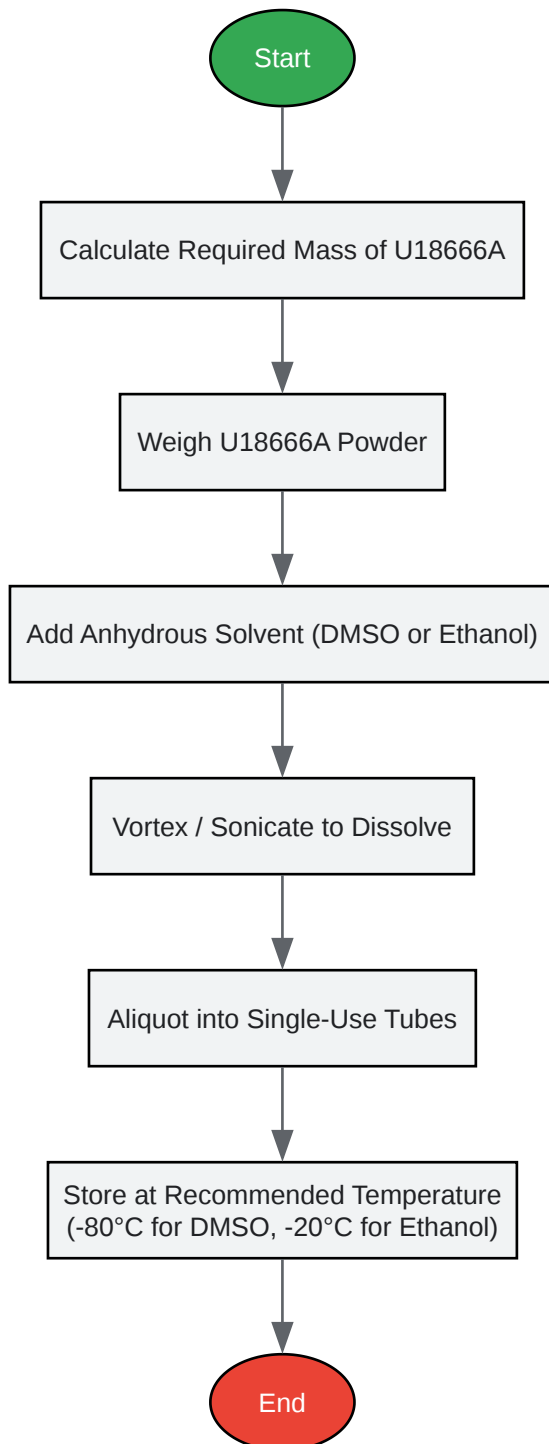 Start
Calculate Required Mass of U18666A
Weigh U18666A Powder
Add Anhydrous Solvent (DMSO or Ethanol)
Vortex / Sonicate to Dissolve
Aliquot into Single-Use Tubes
Store at Recommended Temperature
(-80°C for DMSO, -20°C for Ethanol)
End